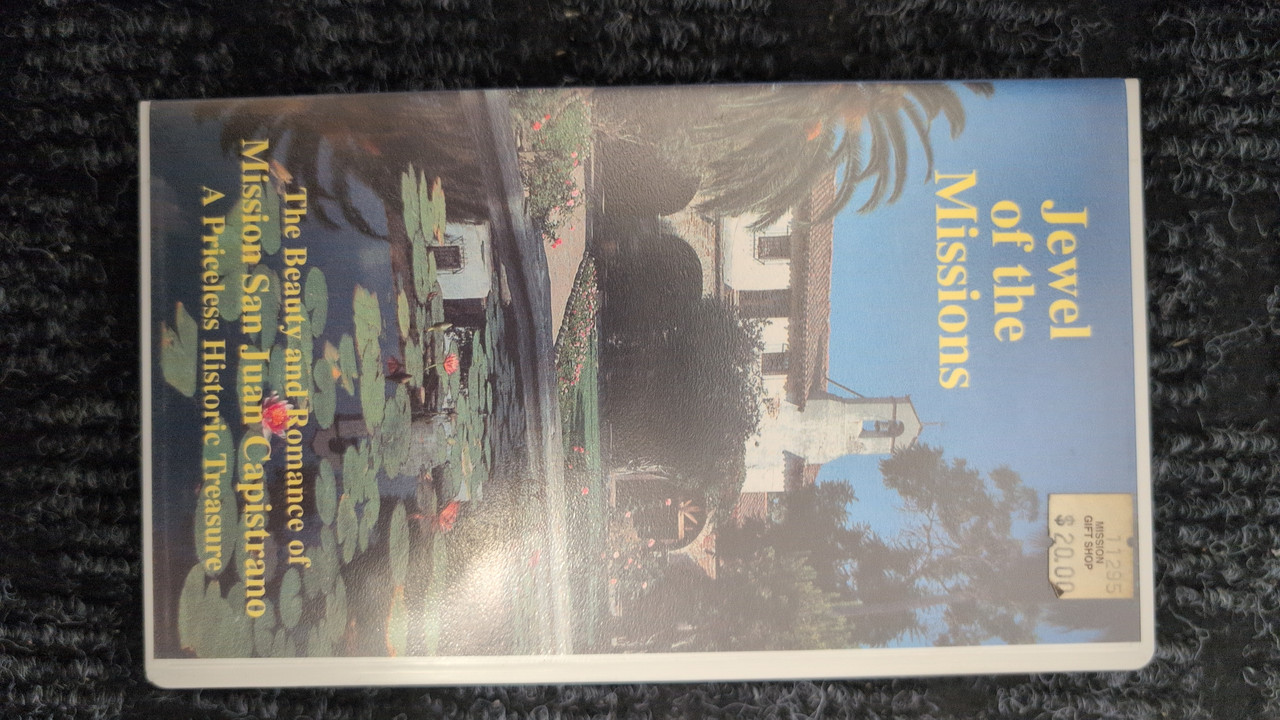 Jewel
of the
Missions
11295
MISSION
GIFT SHOP
$20.00
The Beauty and Romance of
Mission San Juan Capistrano
A Priceless Historic Treasure